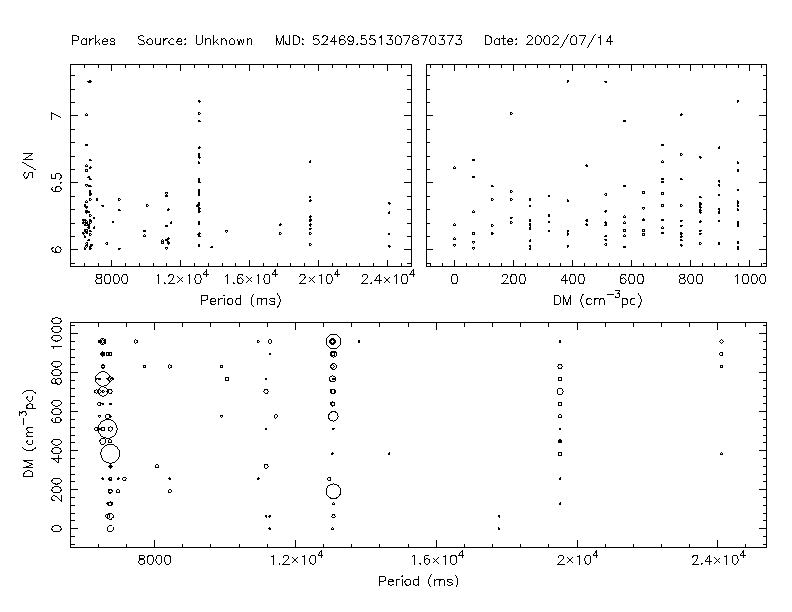 Parkes Source: Unknown MJD: 52469.551307870373 Date: 2002/07/14
S/N
7
6.5
6
8000 1.2×10⁴ 1.6×10⁴ 2×10⁴ 2.4×10⁴
Period (ms)
0 200 400 600 800 1000
DM (cm⁻³pc)
DM (cm⁻³pc)
1000
800
600
400
200
0
8000 1.2×10⁴ 1.6×10⁴ 2×10⁴ 2.4×10⁴
Period (ms)